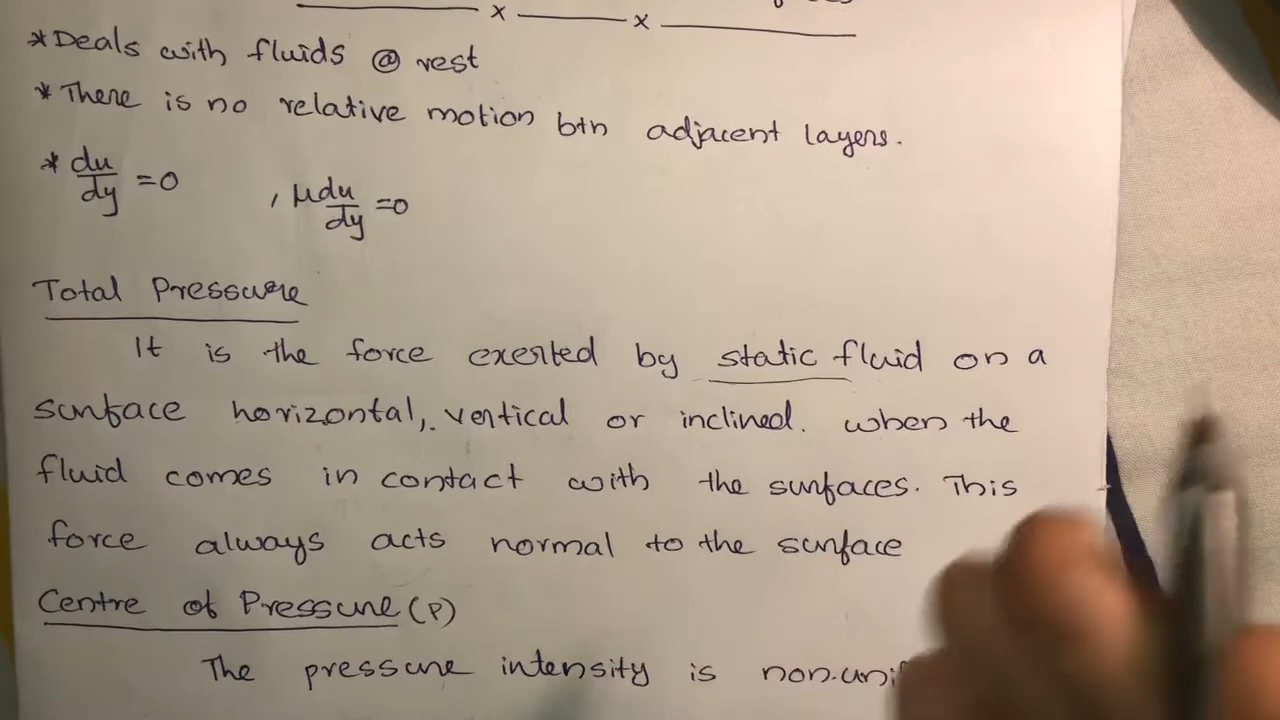 *Deals with fluids @ rest
*There is no relative motion btn adjacent layers.
* du/dy =0 , μdu/dy =0
Total Pressure
It is the force exerted by static fluid on a
surface horizontal, vertical or inclined. when the
fluid comes in contact with the surfaces. This
force always acts normal to the surface
Centre of Pressure (P)
The pressure intensity is